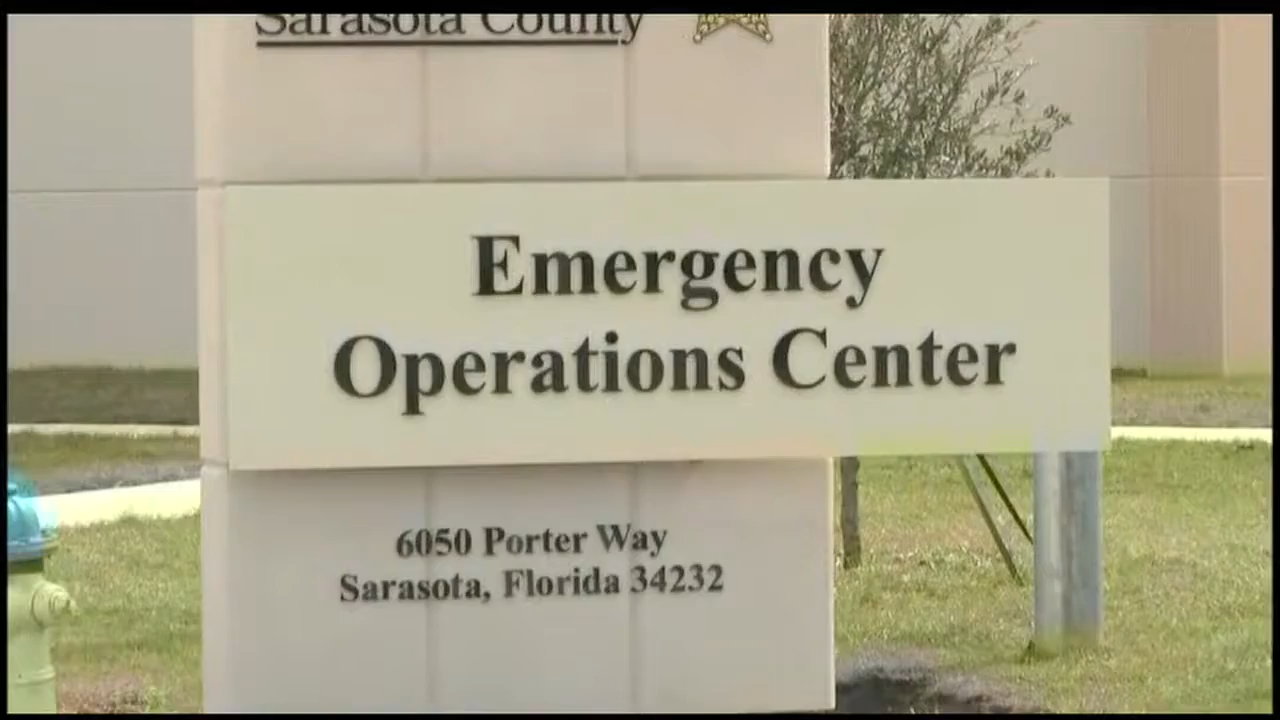 Sarasota County
Emergency
Operations Center
6050 Porter Way
Sarasota, Florida 34232